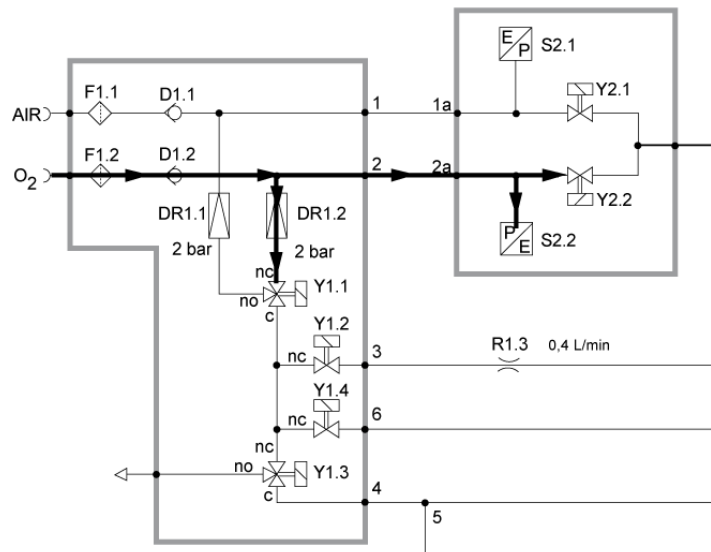 E
P
S2.1
F1.1
D1.1
Y2.1
AIR
1
1a
F1.2
D1.2
O2
2
2a
Y2.2
DR1.1
DR1.2
P
E
S2.2
2 bar
2 bar
nc
Y1.1
no
c
Y1.2
R1.3
0,4 L/min
nc
3
Y1.4
nc
6
nc
no
Y1.3
c
4
5